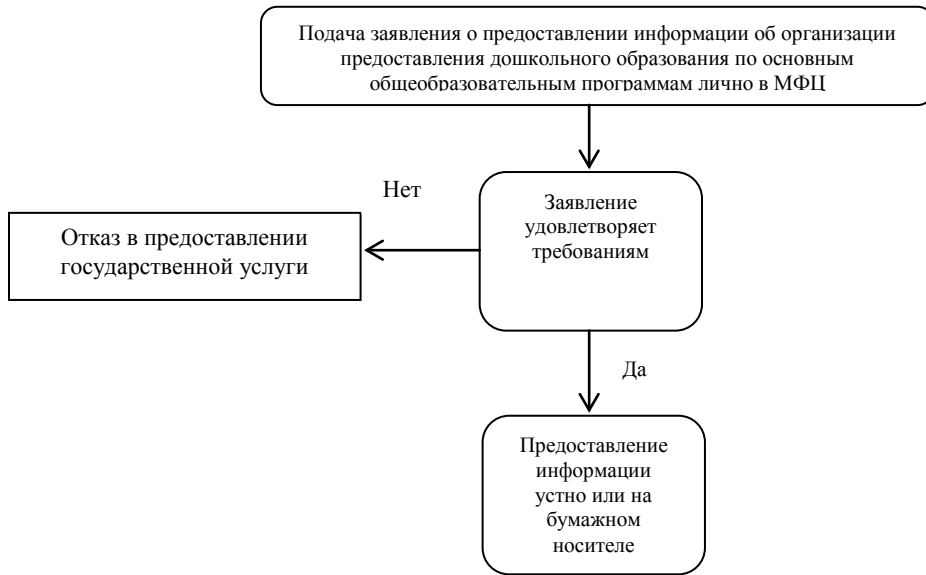 Подача заявления о предоставлении информации об организации
предоставления дошкольного образования по основным
общеобразовательным программам лично в МФЦ
Нет
Заявление
удовлетворяет
требованиям
Отказ в предоставлении
государственной услуги
Да
Предоставление
информации
устно или на
бумажном
носителе